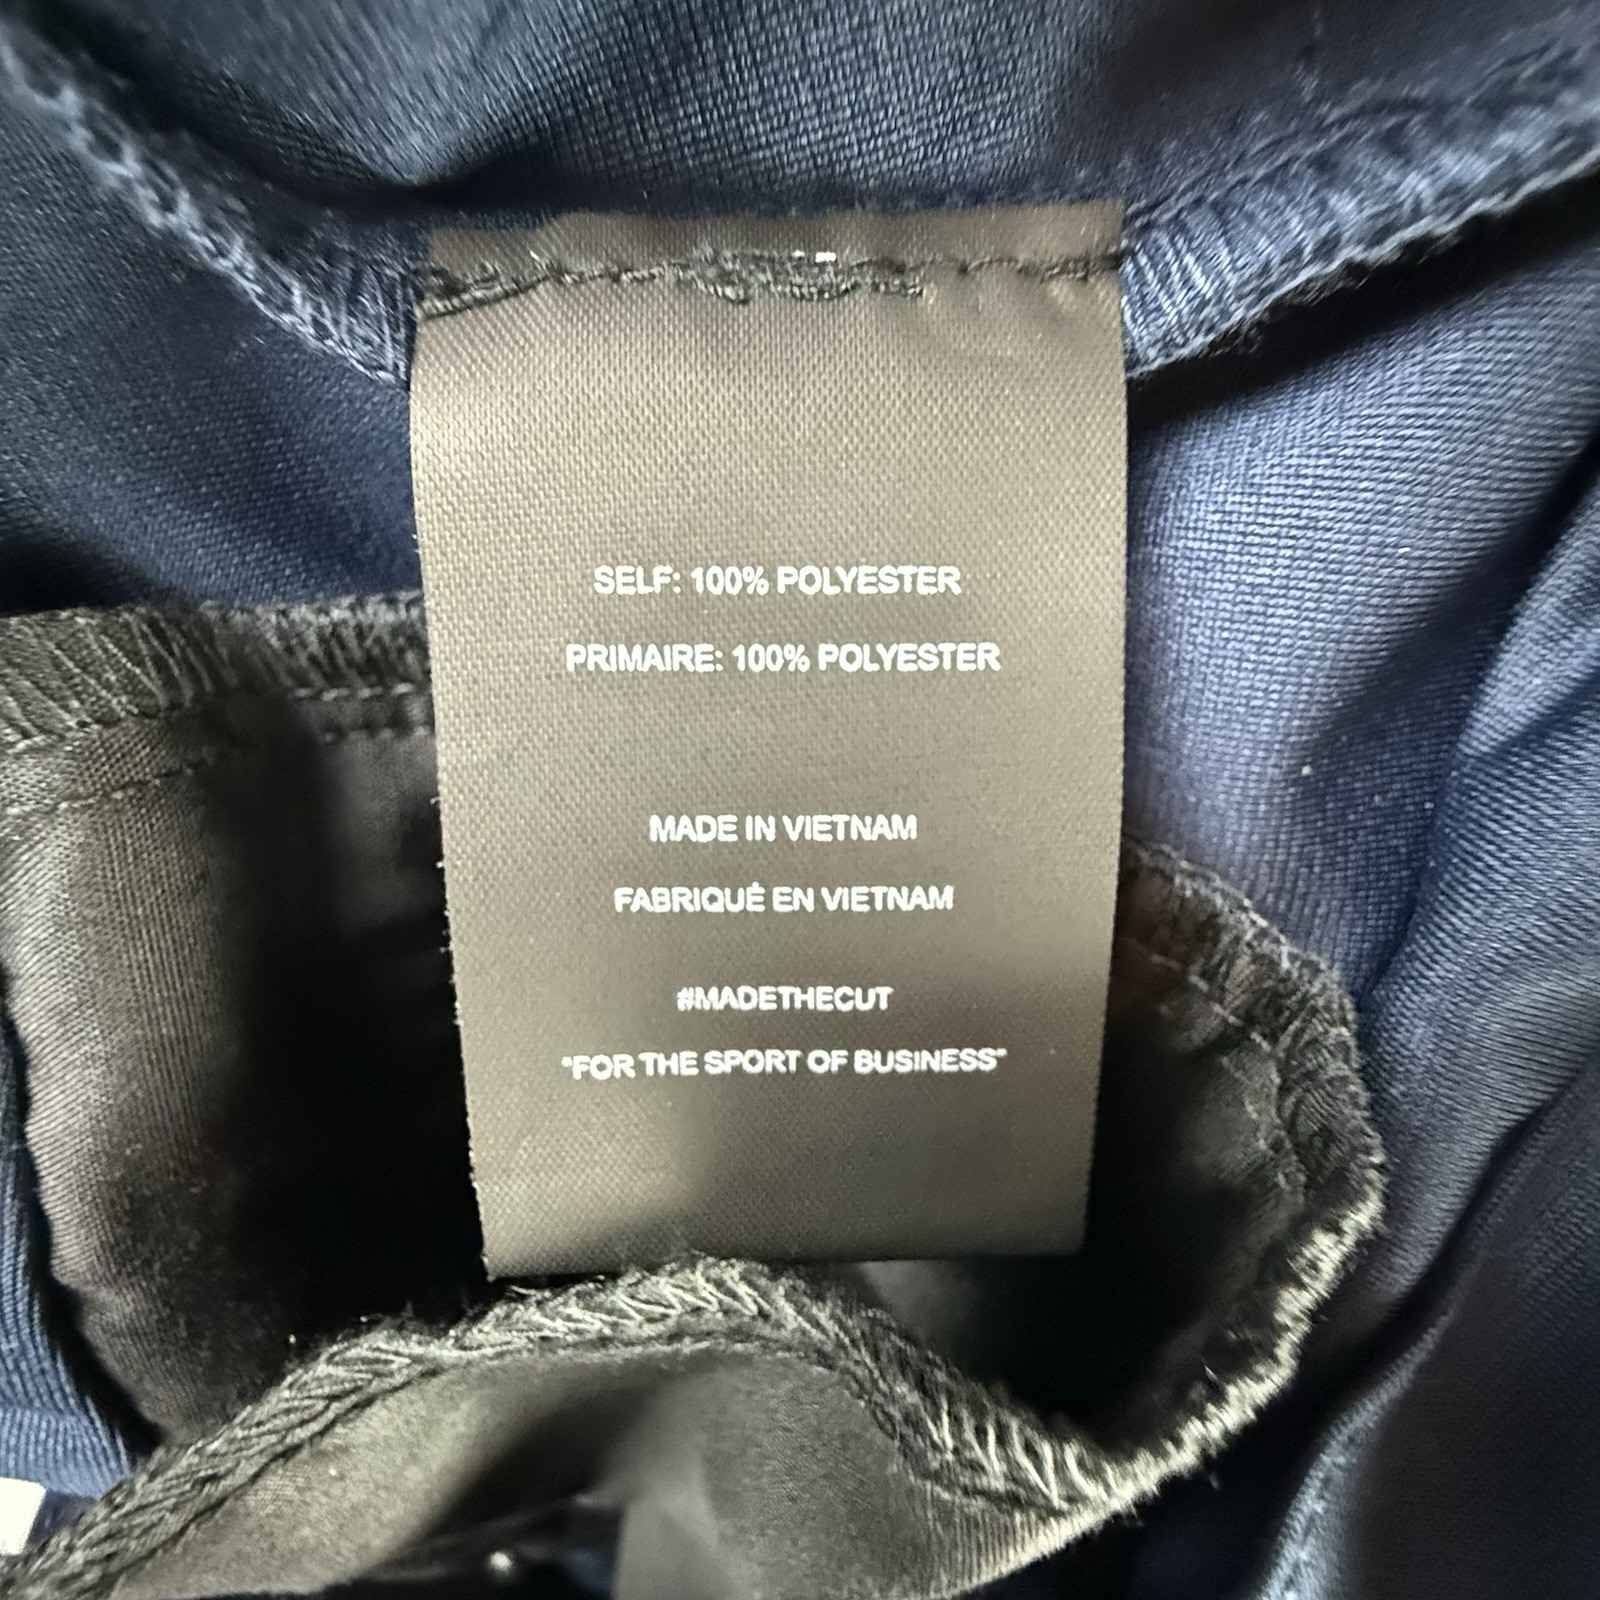 SELF: 100% POLYESTER
PRIMAIRE: 100% POLYESTER
MADE IN VIETNAM
FABRIQUÉ EN VIETNAM
#MADETHECUT
"FOR THE SPORT OF BUSINESS"